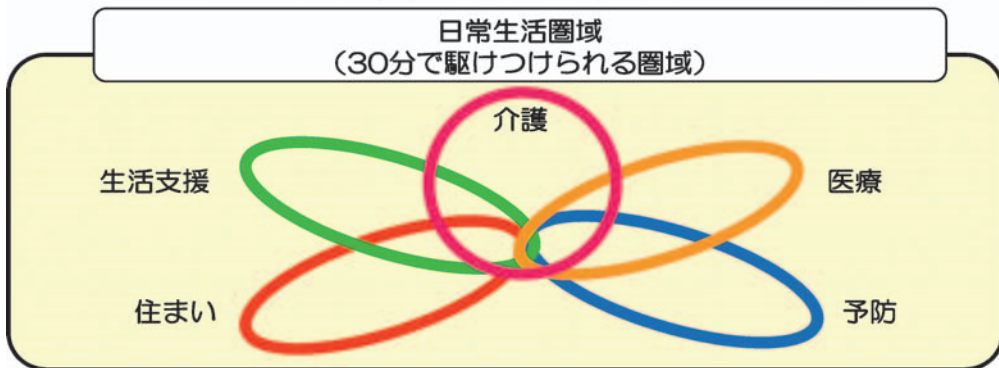 日常生活圏域
（30分で駆けつけられる圏域）
介護
生活支援
医療
住まい
予防